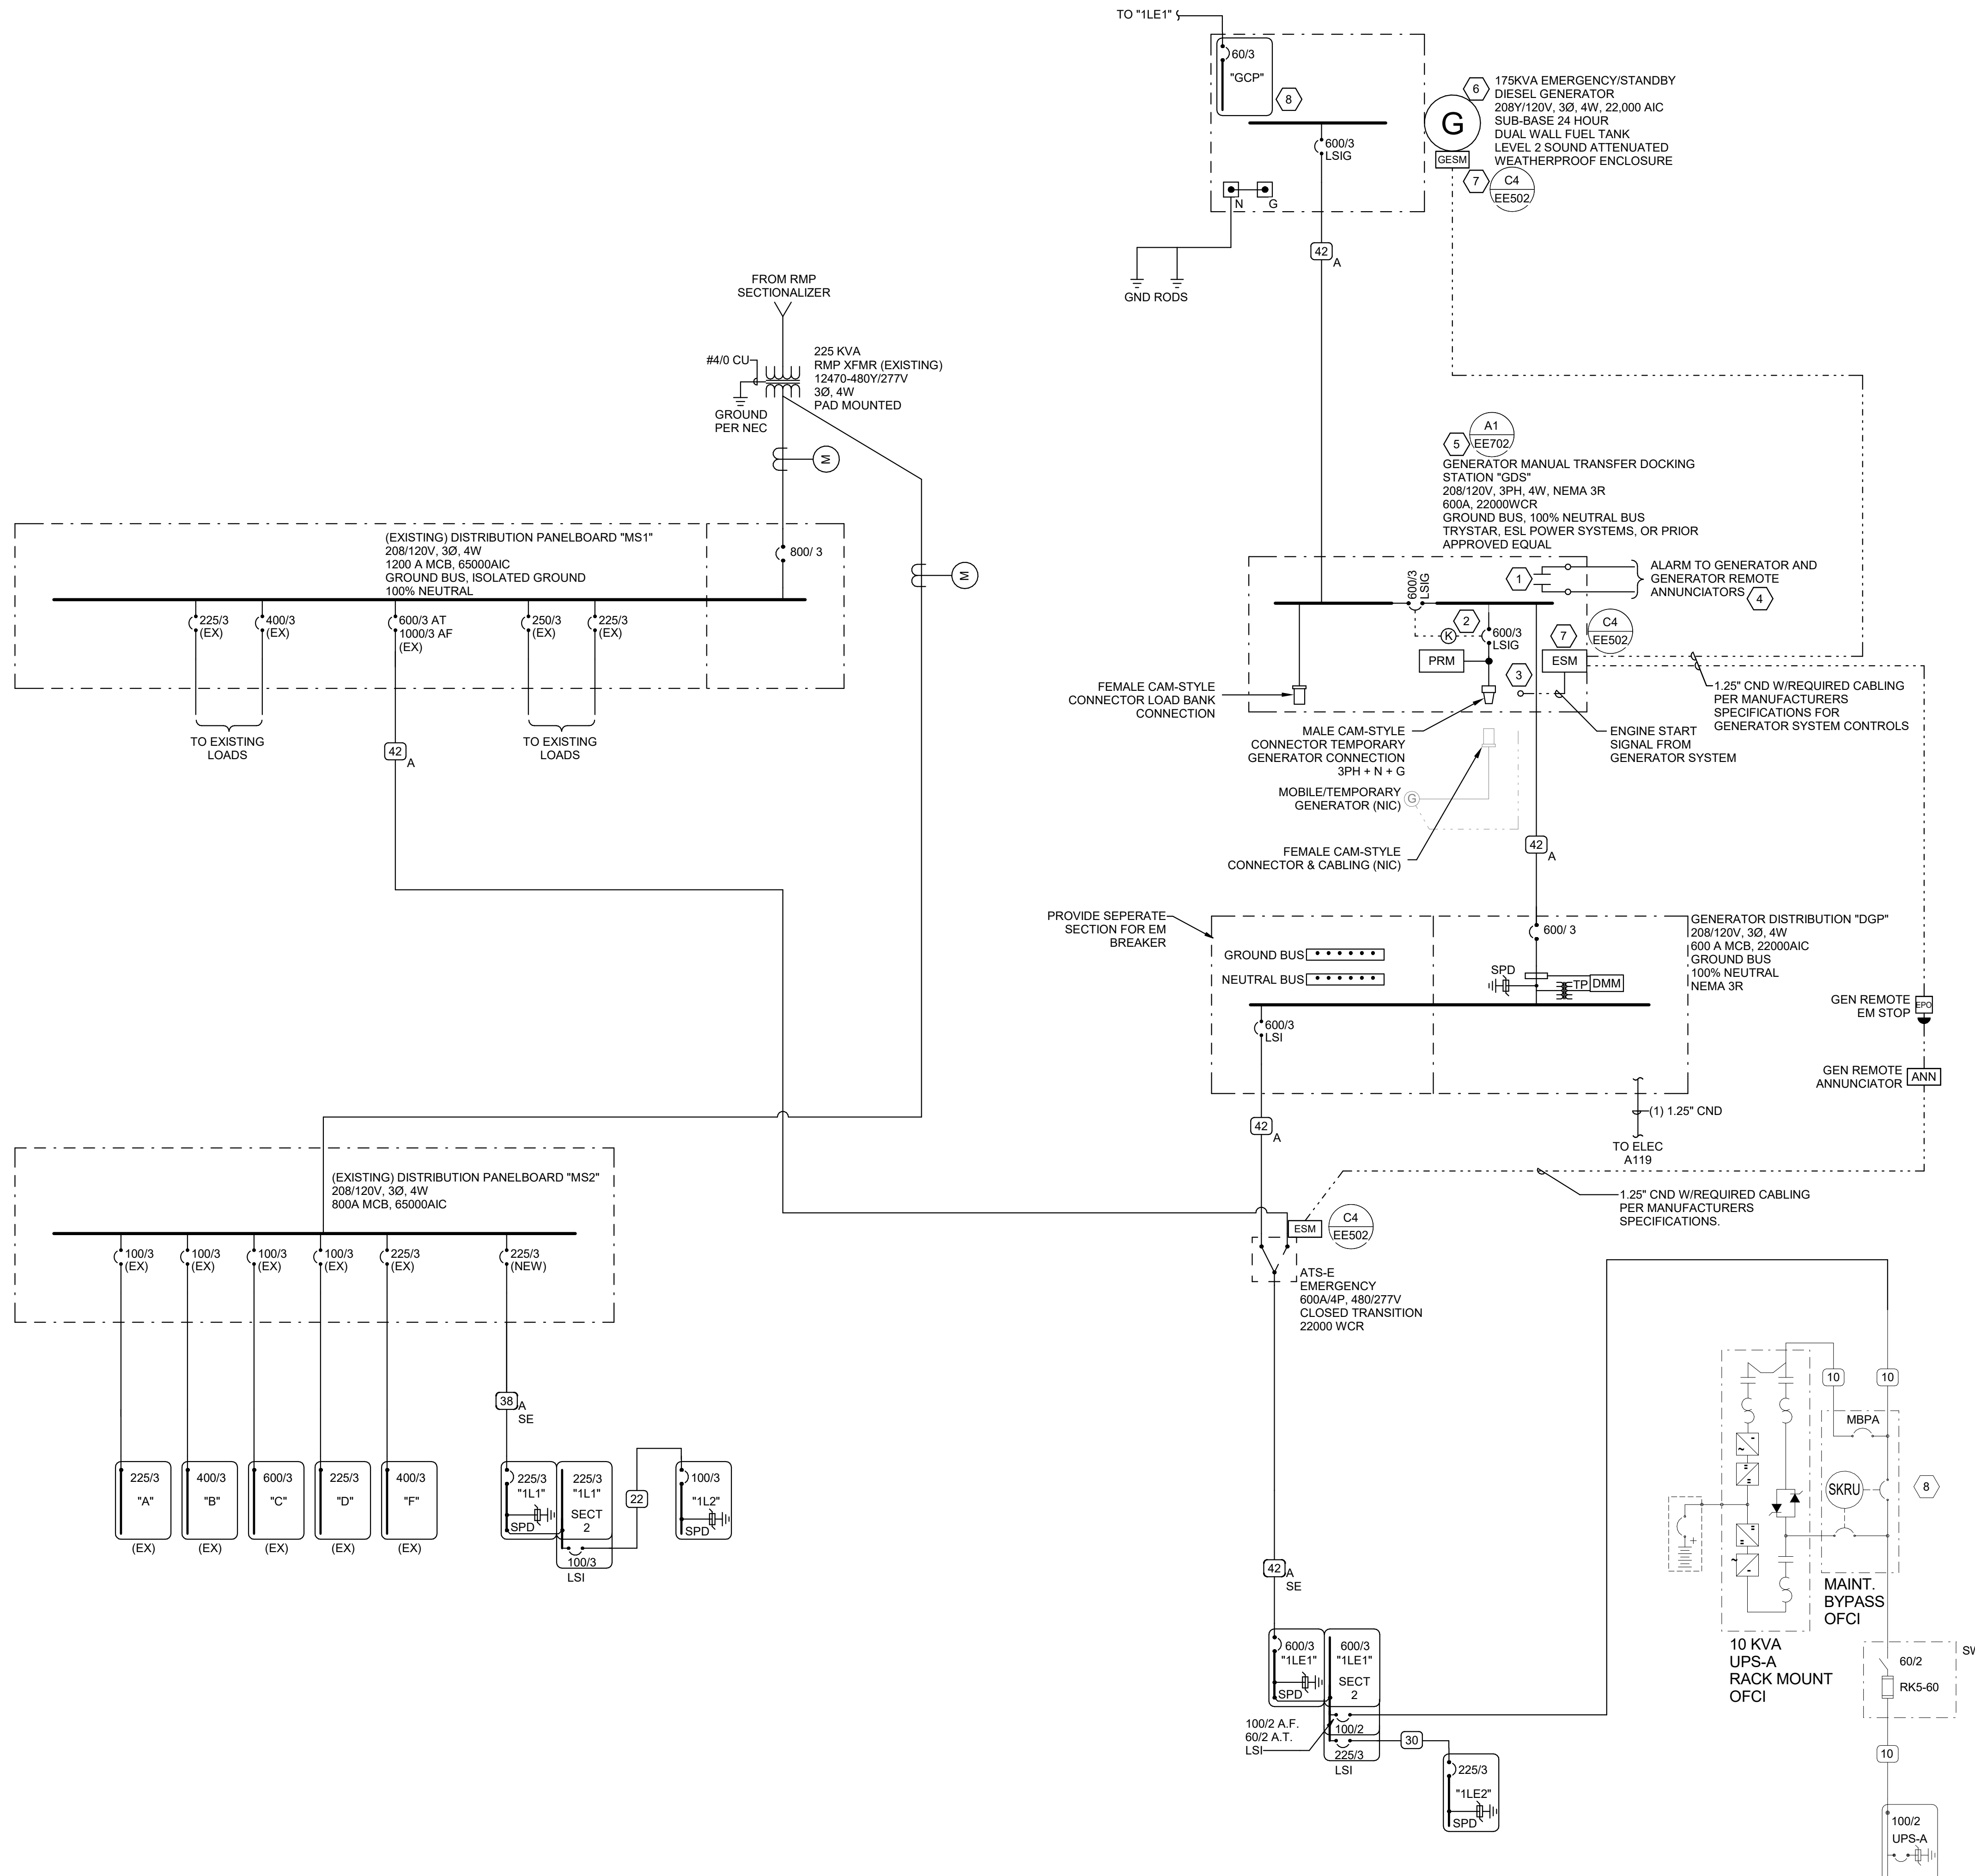 TO "1LE1"
60/3
"GCP"
8
600/3
LSIG
N
G
GND RODS
42
A
6
175KVA EMERGENCY/STANDBY
DIESEL GENERATOR
208Y/120V, 3Ø, 4W, 22,000 AIC
SUB-BASE 24 HOUR
DUAL WALL FUEL TANK
LEVEL 2 SOUND ATTENUATED
WEATHERPROOF ENCLOSURE
G
GESM
7
C4
EE502
FROM RMP
SECTIONALIZER
#4/0 CU
225 KVA
RMP XFMR (EXISTING)
12470-480Y/277V
3Ø, 4W
PAD MOUNTED
GROUND
PER NEC
M
M
(EXISTING) DISTRIBUTION PANELBOARD "MS1"
208/120V, 3Ø, 4W
1200 A MCB, 65000AIC
GROUND BUS, ISOLATED GROUND
100% NEUTRAL
800/ 3
225/3
(EX)
400/3
(EX)
600/3 AT
1000/3 AF
(EX)
250/3
(EX)
225/3
(EX)
TO EXISTING
LOADS
TO EXISTING
LOADS
42
A
A1
EE702
5
GENERATOR MANUAL TRANSFER DOCKING
STATION "GDS"
208/120V, 3PH, 4W, NEMA 3R
600A, 22000WCR
GROUND BUS, 100% NEUTRAL BUS
TRYSTAR, ESL POWER SYSTEMS, OR PRIOR
APPROVED EQUAL
600/3
LSIG
1
ALARM TO GENERATOR AND
GENERATOR REMOTE
ANNUNCIATORS
4
2
K
600/3
LSIG
7
C4
EE502
PRM
ESM
3
FEMALE CAM-STYLE
CONNECTOR LOAD BANK
CONNECTION
MALE CAM-STYLE
CONNECTOR TEMPORARY
GENERATOR CONNECTION
3PH + N + G
MOBILE/TEMPORARY
GENERATOR (NIC)
G
FEMALE CAM-STYLE
CONNECTOR & CABLING (NIC)
ENGINE START
SIGNAL FROM
GENERATOR SYSTEM
1.25" CND W/REQUIRED CABLING
PER MANUFACTURERS
SPECIFICATIONS FOR
GENERATOR SYSTEM CONTROLS
42
A
PROVIDE SEPERATE
SECTION FOR EM
BREAKER
GROUND BUS
NEUTRAL BUS
600/ 3
SPD
TP
DMM
GENERATOR DISTRIBUTION "DGP"
208/120V, 3Ø, 4W
600 A MCB, 22000AIC
GROUND BUS
100% NEUTRAL
NEMA 3R
600/3
LSI
GEN REMOTE
EM STOP
EPO
GEN REMOTE
ANNUNCIATOR
ANN
(1) 1.25" CND
TO ELEC
A119
42
A
1.25" CND W/REQUIRED CABLING
PER MANUFACTURERS
SPECIFICATIONS.
ESM
C4
EE502
ATS-E
EMERGENCY
600A/4P, 480/277V
CLOSED TRANSITION
22000 WCR
(EXISTING) DISTRIBUTION PANELBOARD "MS2"
208/120V, 3Ø, 4W
800A MCB, 65000AIC
100/3
(EX)
100/3
(EX)
100/3
(EX)
100/3
(EX)
225/3
(EX)
225/3
(NEW)
38
A
SE
225/3
"A"
(EX)
400/3
"B"
(EX)
600/3
"C"
(EX)
225/3
"D"
(EX)
400/3
"F"
(EX)
225/3
"1L1"
SPD
225/3
"1L1"
SECT
2
100/3
LSI
22
100/3
"1L2"
SPD
42
A
SE
600/3
"1LE1"
SPD
600/3
"1LE1"
SECT
2
100/2 A.F.
60/2 A.T.
LSI
100/2
225/3
LSI
30
225/3
"1LE2"
SPD
10
10
MBPA
SKRU
8
+
MAINT.
BYPASS
OFCI
10 KVA
UPS-A
RACK MOUNT
OFCI
60/2
RK5-60
10
100/2
UPS-A